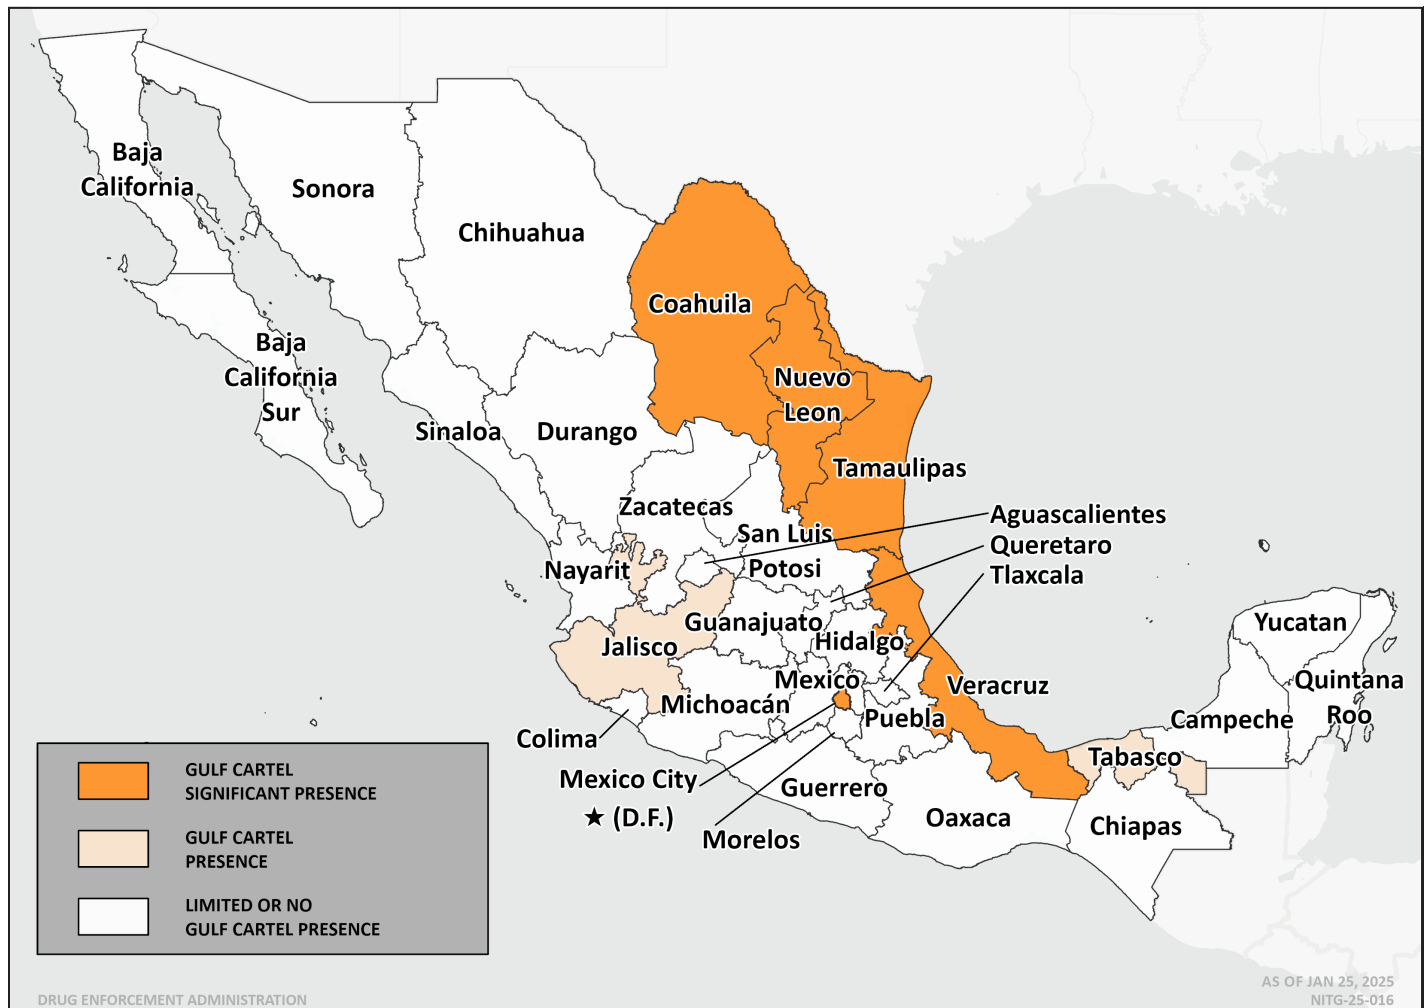 Baja
California
Sonora
Chihuahua
Coahuila
Baja
California
Sur
Nuevo
Leon
Sinaloa
Durango
Tamaulipas
Zacatecas
San Luis
Potosi
Aguascalientes
Queretaro
Tlaxcala
Nayarit
Guanajuato
Hidalgo
Jalisco
Yucatan
Mexico
Veracruz
Quintana
Roo
Michoacán
Puebla
Campeche
Colima
Tabasco
Mexico City
★ (D.F.)
Guerrero
Oaxaca
Chiapas
Morelos
GULF CARTEL
SIGNIFICANT PRESENCE
GULF CARTEL
PRESENCE
LIMITED OR NO
GULF CARTEL PRESENCE
AS OF JAN 25, 2025
NITG-25-016
DRUG ENFORCEMENT ADMINISTRATION